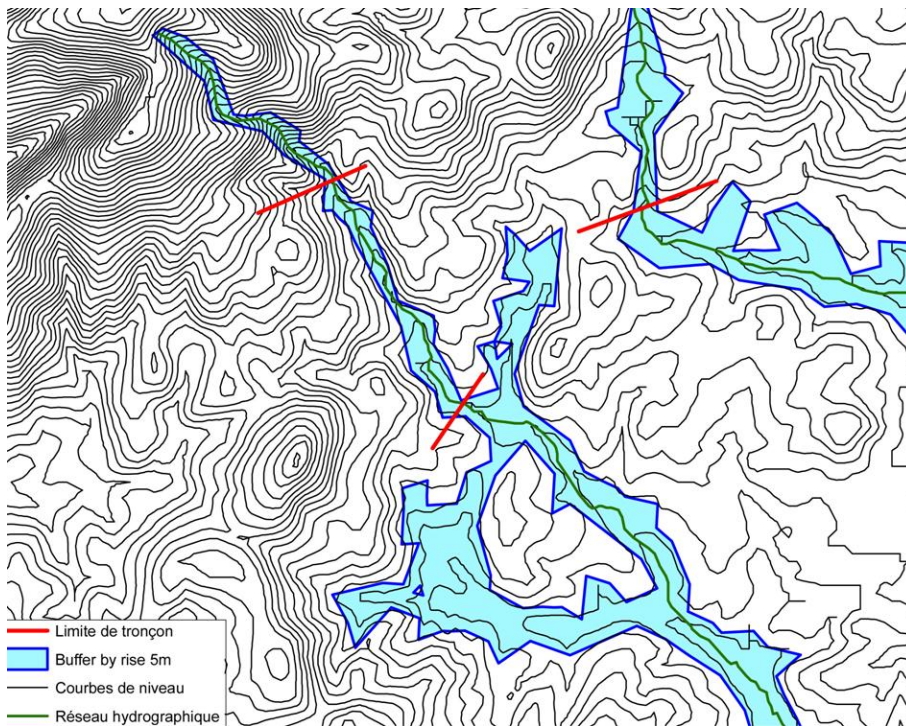 Limite de tronçon
Buffer by rise 5m
Courbes de niveau
Réseau hydrographique